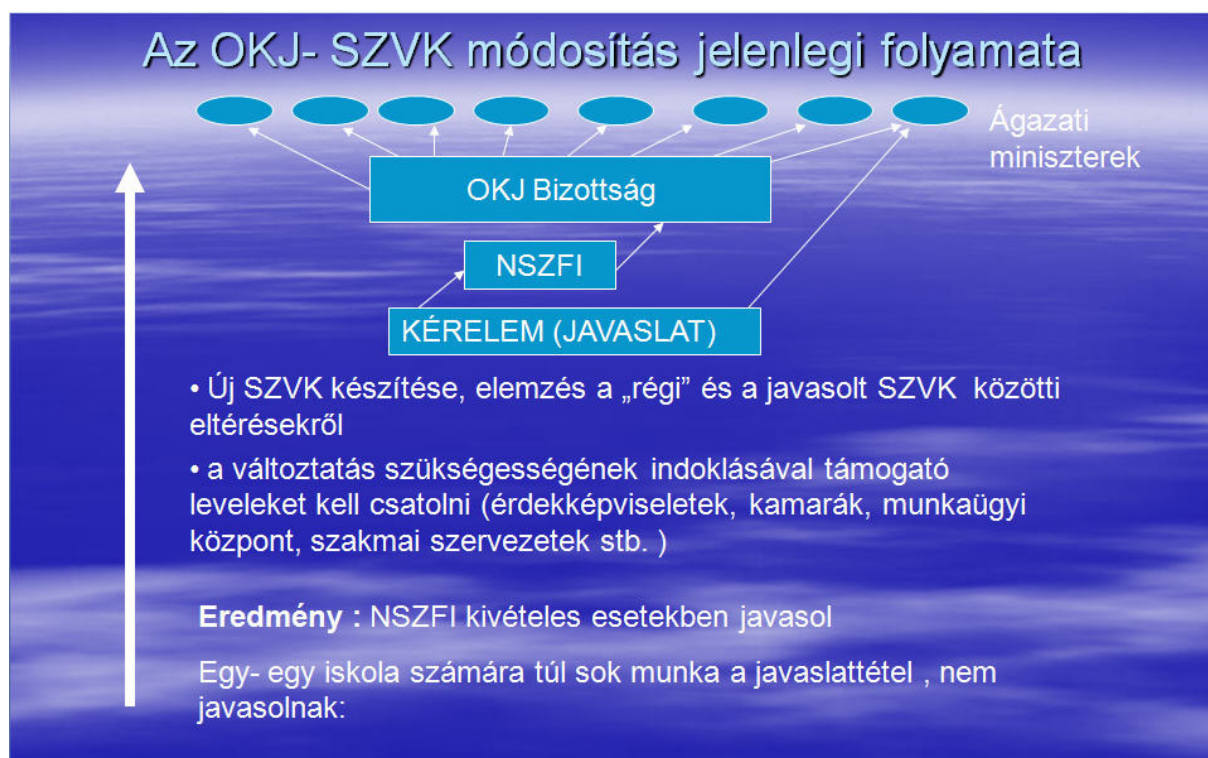 Az OKJ- SZVK módosítás jelenlegi folyamata
Ágazati
miniszterek
OKJ Bizottság
NSZFI
KÉRELEM (JAVASLAT)
• Új SZVK készítése, elemzés a „régi” és a javasolt SZVK közötti
eltérésekről
• a változtatás szükségességének indoklásával támogató
leveleket kell csatolni (érdekképviseletek, kamarák, munkaügyi
központ, szakmai szervezetek stb. )
Eredmény : NSZFI kivételes esetekben javasol
Egy- egy iskola számára túl sok munka a javaslattétel , nem
javasolnak: